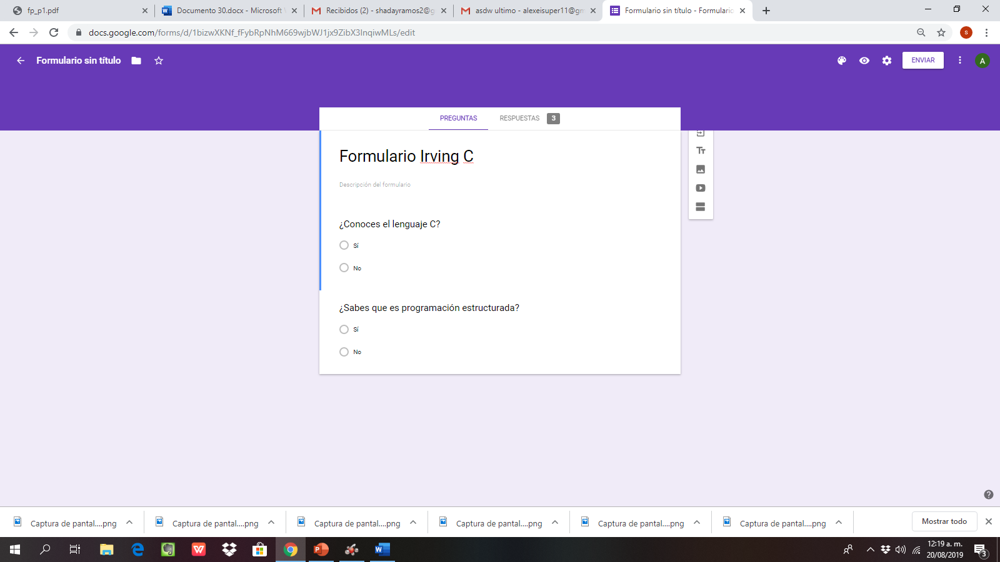 fp_p1.pdf
Documento 30.docx - Microsoft
Recibidos (2) - shadayramos2@g
asdw ultimo - alexeisuper11@gm
Formulario sin título - Formulario
docs.google.com/forms/d/1bizwXKNf_fFybRpNhM669wjbWJ1jx9ZibX3InqiwMLs/edit
s
Formulario sin título
ENVIAR
A
PREGUNTAS
RESPUESTAS
3
Formulario Irving C
Descripción del formulario
¿Conoces el lenguaje C?
Sí
No
¿Sabes que es programación estructurada?
Sí
No
Captura de pantal....png
Captura de pantal....png
Captura de pantal....png
Captura de pantal....png
Captura de pantal....png
Captura de pantal....png
Mostrar todo
12:19 a. m.
20/08/2019
3